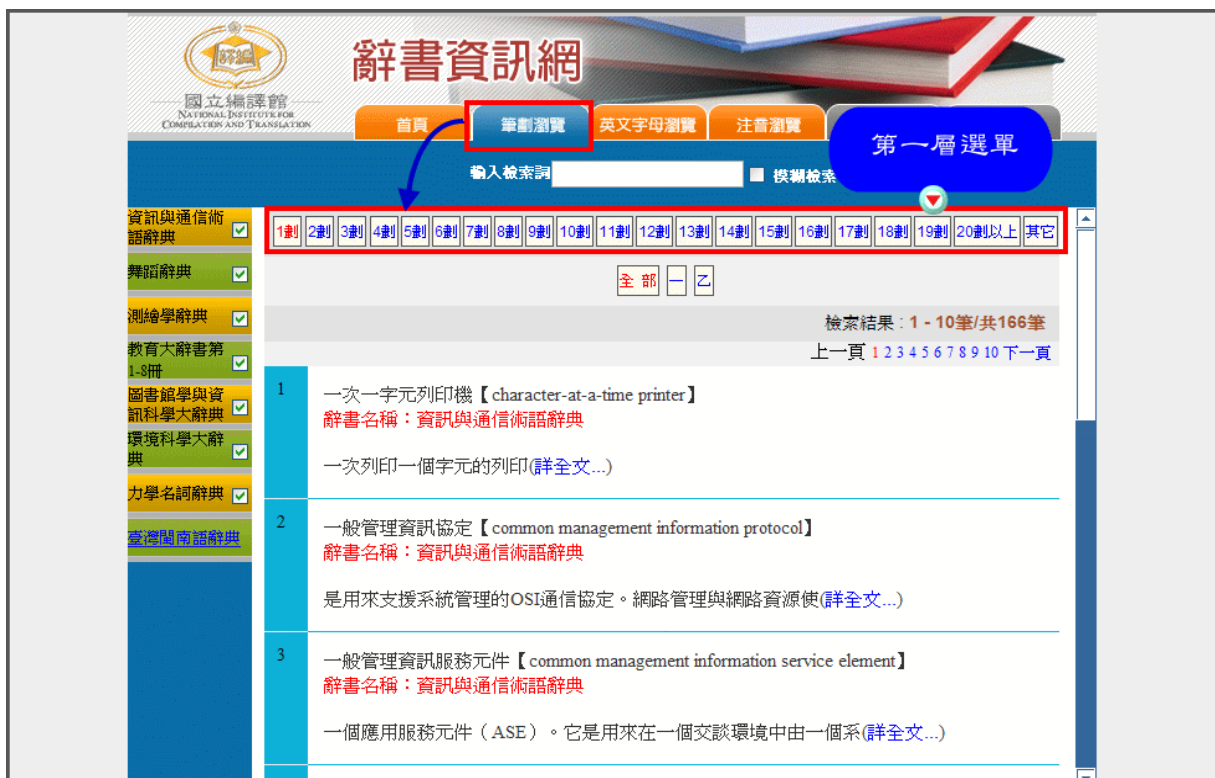 辭書資訊網
國立編譯館
NATIONAL INSTITUTE FOR
COMPILATION AND TRANSLATION
首頁 筆劃瀏覽 英文字母瀏覽 注音瀏覽
第一層選單
輸入檢索詞 模糊檢索
資訊與通信術
語辭典
舞蹈辭典
測繪學辭典
教育大辭書第
1-8冊
圖書館學與資
訊科學大辭典
環境科學大辭
典
力學名詞辭典
臺灣閩南語辭典
1劃 2劃 3劃 4劃 5劃 6劃 7劃 8劃 9劃 10劃 11劃 12劃 13劃 14劃 15劃 16劃 17劃 18劃 19劃 20劃以上 其它
全 部 一 乙
檢索結果：1 - 10筆/共166筆
上一頁 1 2 3 4 5 6 7 8 9 10 下一頁
1
一次一字元列印機【character-at-a-time printer】
辭書名稱：資訊與通信術語辭典
一次列印一個字元的列印(詳全文...)
2
一般管理資訊協定【common management information protocol】
辭書名稱：資訊與通信術語辭典
是用來支援系統管理的OSI通信協定。網路管理與網路資源使(詳全文...)
3
一般管理資訊服務元件【common management information service element】
辭書名稱：資訊與通信術語辭典
一個應用服務元件（ASE）。它是用來在一個交談環境中由一個系(詳全文...)